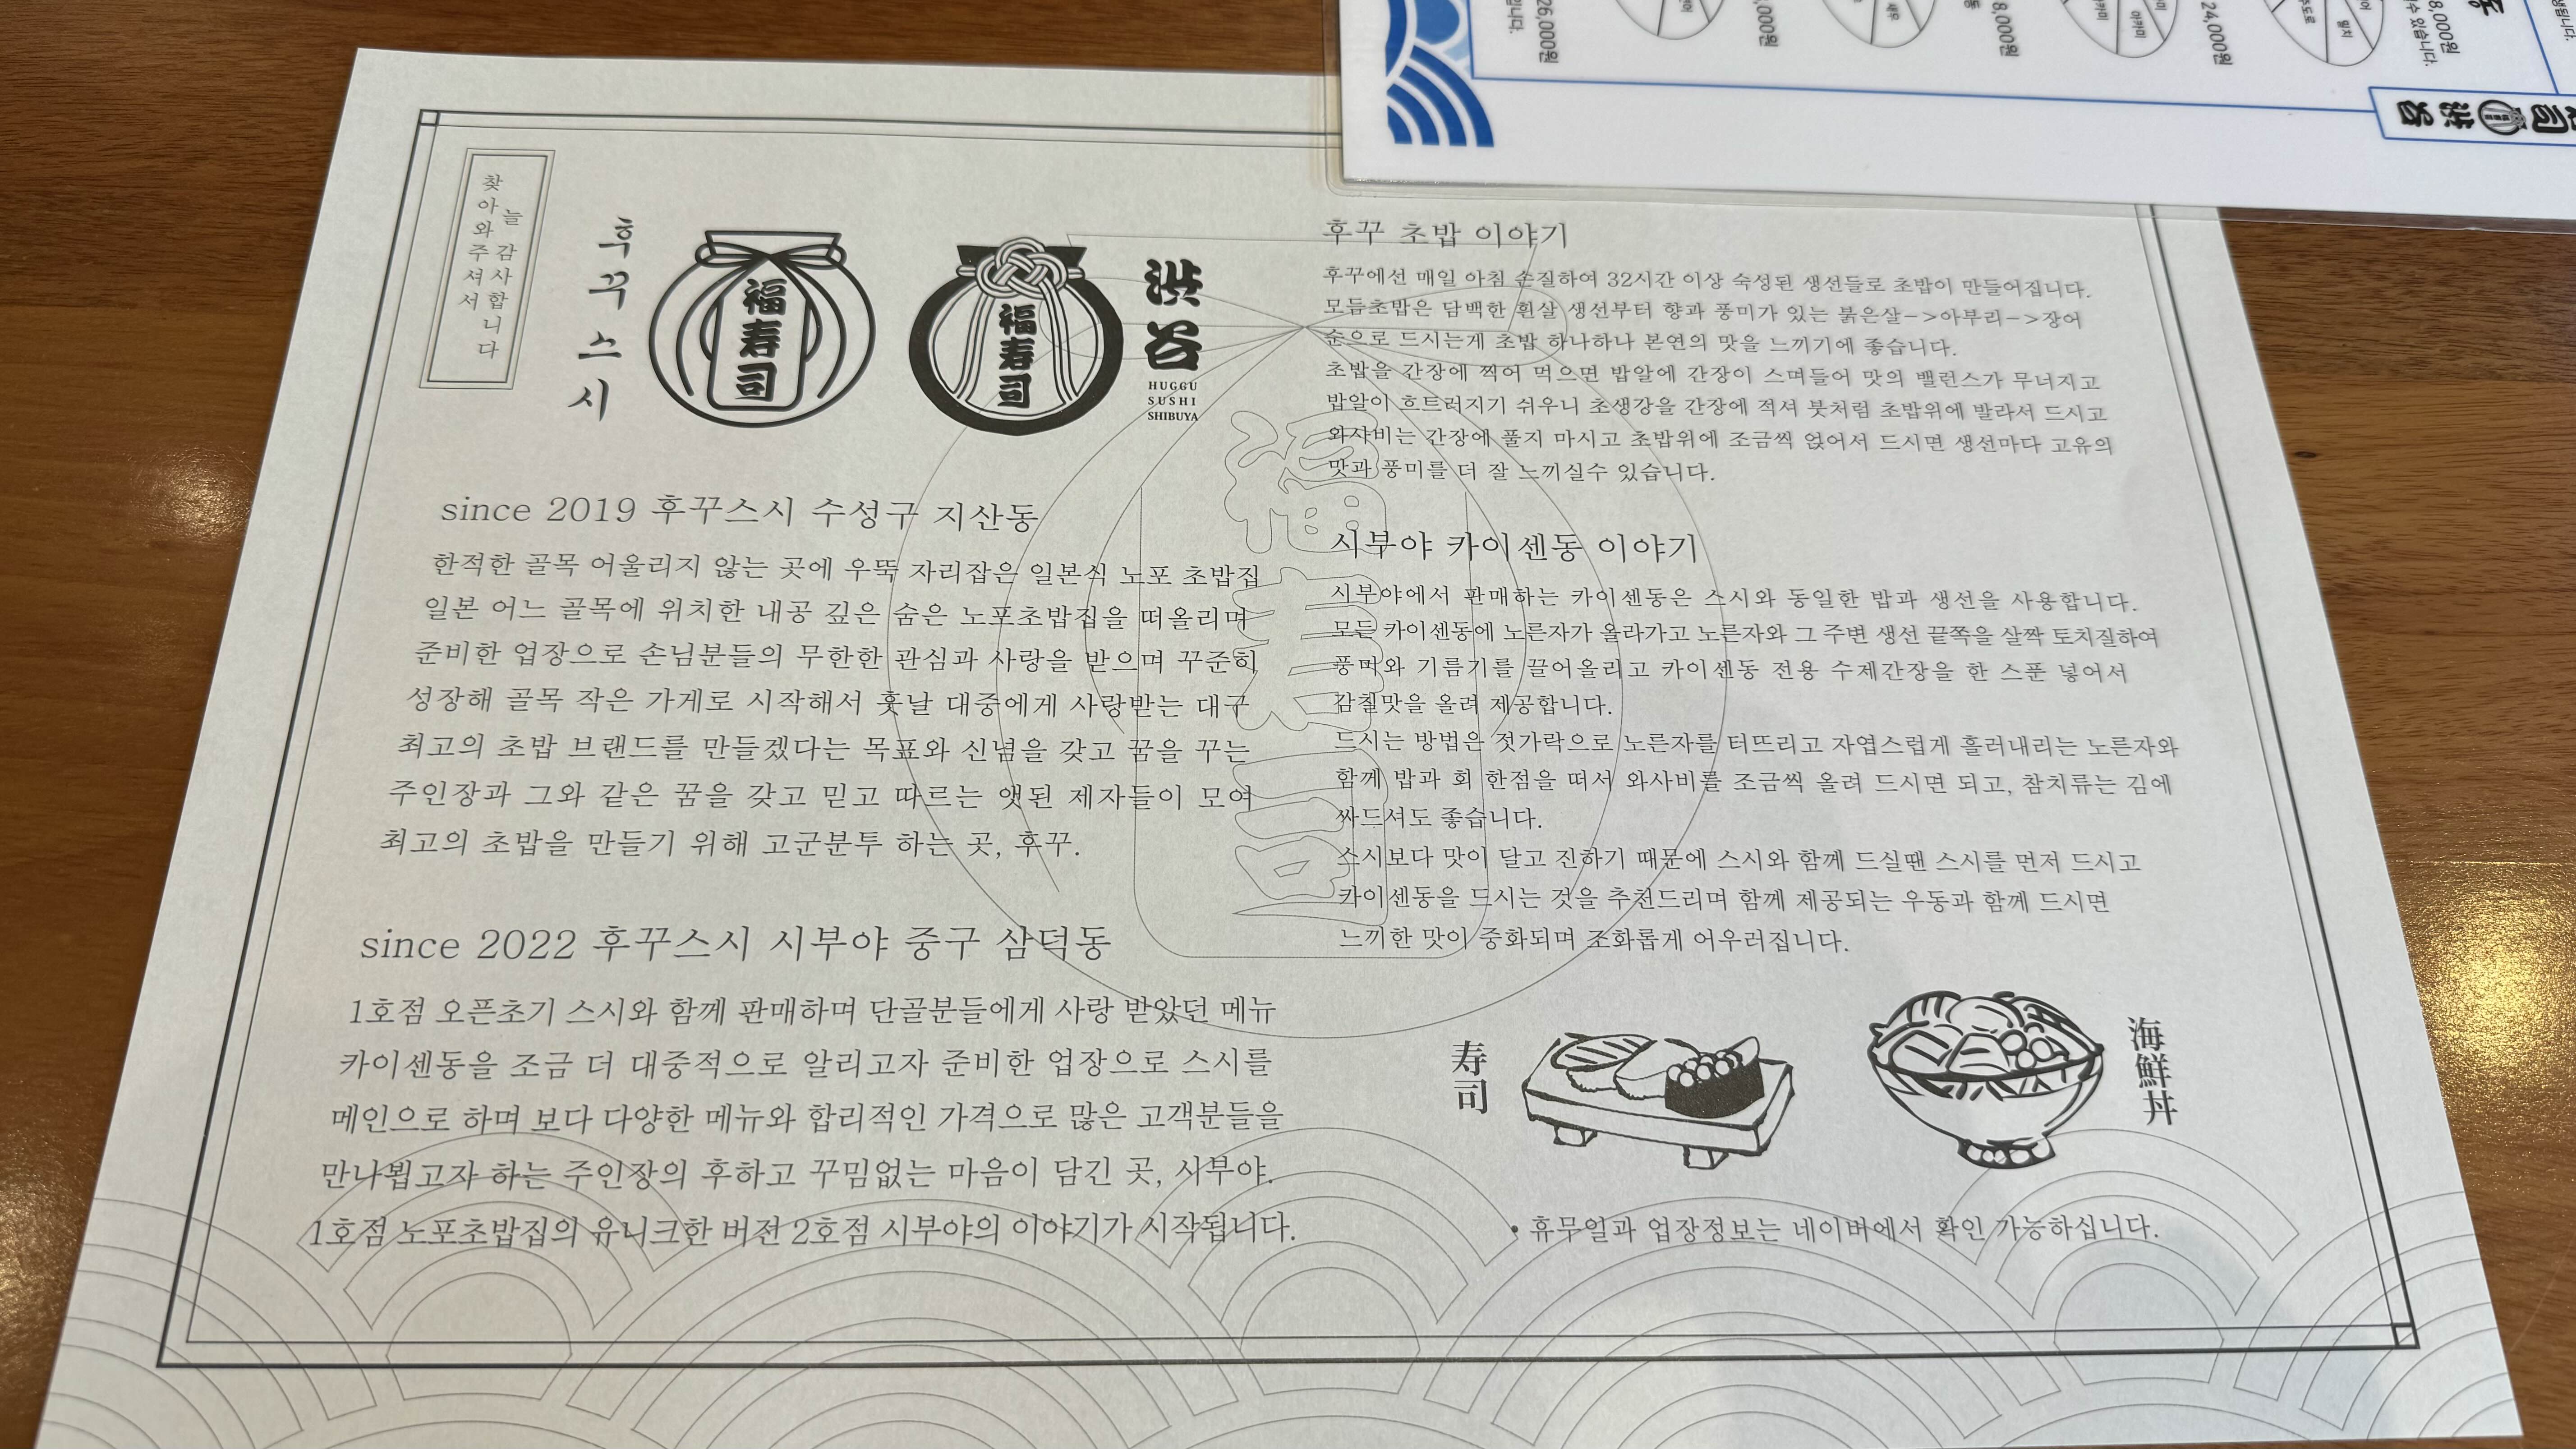 늘 감사합니다
찾아와주셔서
후꾸스시
福寿司
福寿司
渋谷
HUGGU
SUSHI
SHIBUYA
since 2019 후꾸스시 수성구 지산동
한적한 골목 어울리지 않는 곳에 우뚝 자리잡은 일본식 노포 초밥집
일본 어느 골목에 위치한 내공 깊은 숨은 노포초밥집을 떠올리며
준비한 업장으로 손님분들의 무한한 관심과 사랑을 받으며 꾸준히
성장해 골목 작은 가게로 시작해서 훗날 대중에게 사랑받는 대구
최고의 초밥 브랜드를 만들겠다는 목표와 신념을 갖고 꿈을 꾸는
주인장과 그와 같은 꿈을 갖고 믿고 따르는 앳된 제자들이 모여
최고의 초밥을 만들기 위해 고군분투 하는 곳, 후꾸.
since 2022 후꾸스시 시부야 중구 삼덕동
1호점 오픈초기 스시와 함께 판매하며 단골분들에게 사랑 받았던 메뉴
카이센동을 조금 더 대중적으로 알리고자 준비한 업장으로 스시를
메인으로 하며 보다 다양한 메뉴와 합리적인 가격으로 많은 고객분들을
만나뵙고자 하는 주인장의 후하고 꾸밈없는 마음이 담긴 곳, 시부야.
1호점 노포초밥집의 유니크한 버젼 2호점 시부야의 이야기가 시작됩니다.
후꾸 초밥 이야기
후꾸에선 매일 아침 손질하여 32시간 이상 숙성된 생선들로 초밥이 만들어집니다.
모듬초밥은 담백한 흰살 생선부터 향과 풍미가 있는 붉은살->아부리->장어
순으로 드시는게 초밥 하나하나 본연의 맛을 느끼기에 좋습니다.
초밥을 간장에 찍어 먹으면 밥알에 간장이 스며들어 맛의 밸런스가 무너지고
밥알이 흐트러지기 쉬우니 초생강을 간장에 적셔 붓처럼 초밥위에 발라서 드시고
와사비는 간장에 풀지 마시고 초밥위에 조금씩 얹어서 드시면 생선마다 고유의
맛과 풍미를 더 잘 느끼실수 있습니다.
시부야 카이센동 이야기
시부야에서 판매하는 카이센동은 스시와 동일한 밥과 생선을 사용합니다.
모든 카이센동에 노른자가 올라가고 노른자와 그 주변 생선 끝쪽을 살짝 토치질하여
풍미와 기름기를 끌어올리고 카이센동 전용 수제간장을 한 스푼 넣어서
감칠맛을 올려 제공합니다.
드시는 방법은 젓가락으로 노른자를 터뜨리고 자엽스럽게 흘러내리는 노른자와
함께 밥과 회 한점을 떠서 와사비를 조금씩 올려 드시면 되고, 참치류는 김에
싸드셔도 좋습니다.
스시보다 맛이 달고 진하기 때문에 스시와 함께 드실땐 스시를 먼저 드시고
카이센동을 드시는 것을 추천드리며 함께 제공되는 우동과 함께 드시면
느끼한 맛이 중화되며 조화롭게 어우러집니다.
寿司
海鮮丼
• 휴무일과 업장정보는 네이버에서 확인 가능하십니다.
26,000원
24,000원